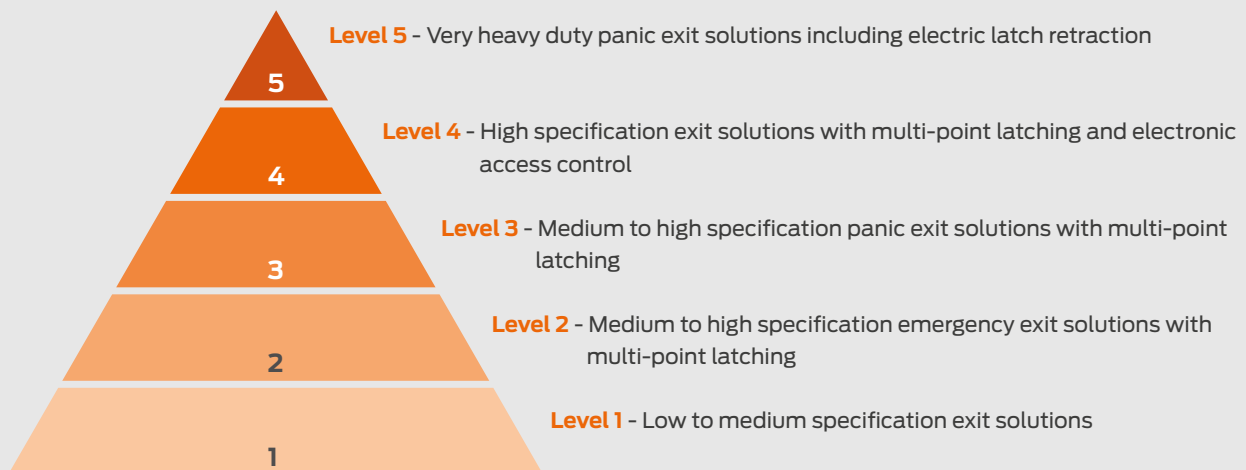 Level 5 - Very heavy duty panic exit solutions including electric latch retraction
5
Level 4 - High specification exit solutions with multi-point latching and electronic
access control
4
Level 3 - Medium to high specification panic exit solutions with multi-point
latching
3
Level 2 - Medium to high specification emergency exit solutions with
multi-point latching
2
Level 1 - Low to medium specification exit solutions
1